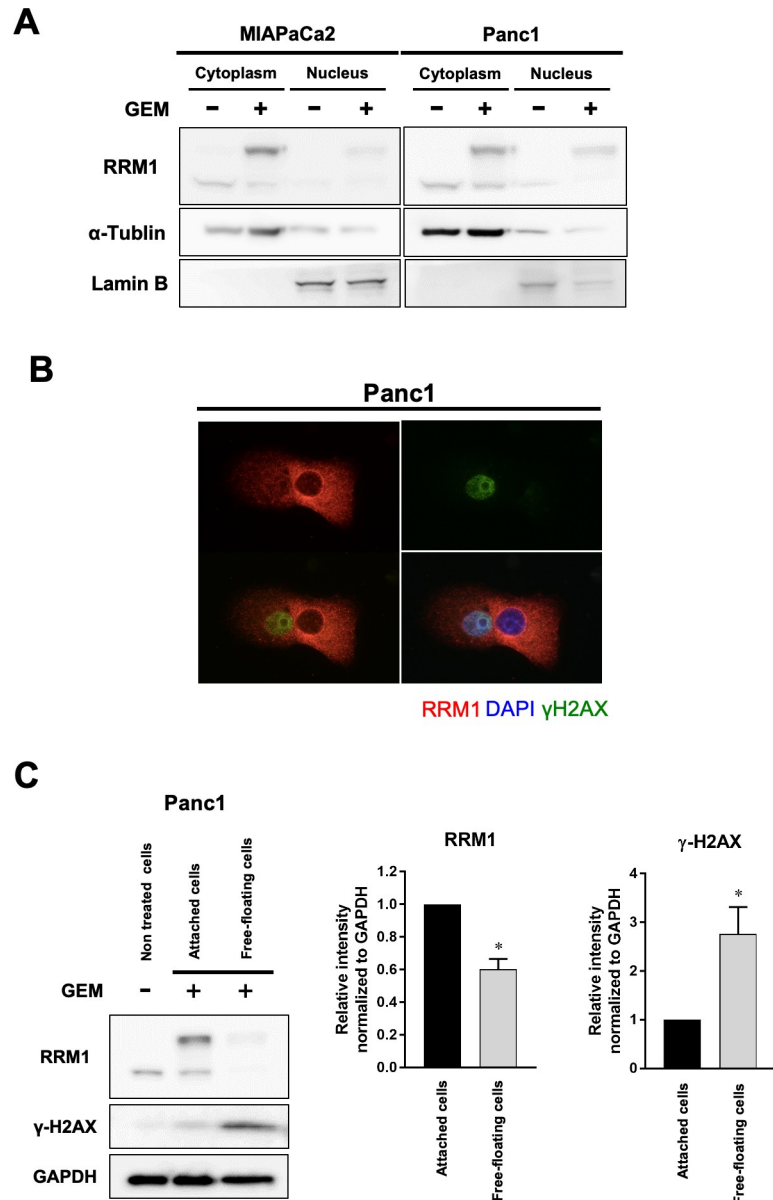 A
MIAPaCa2 Panc1
Cytoplasm Nucleus Cytoplasm Nucleus
GEM - + - + - + - +
RRM1
α-Tublin
Lamin B
B
Panc1
RRM1 DAPI γH2AX
C
Panc1
Non treated cells
Attached cells
Free-floating cells
GEM - + +
RRM1
γ-H2AX
GAPDH
RRM1
Relative intensity
normalized to GAPDH
1.2
1.0
0.8
0.6
0.4
0.2
0.0
*
Attached cells
Free-floating cells
γ-H2AX
Relative intensity
normalized to GAPDH
4
3
2
1
0
*
Attached cells
Free-floating cells